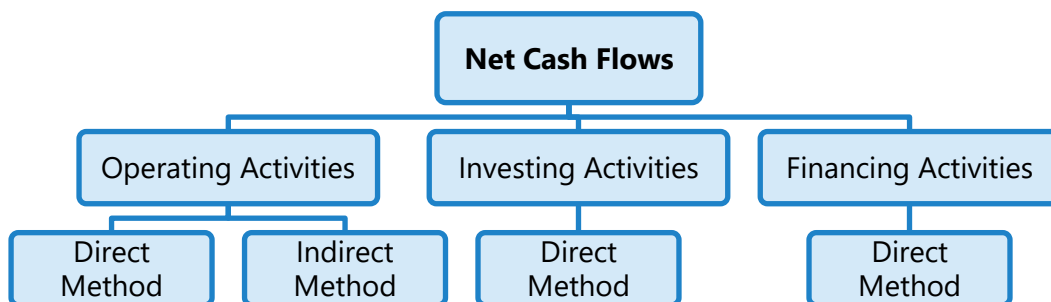 Net Cash Flows
Operating Activities
Investing Activities
Financing Activities
Direct
Method
Indirect
Method
Direct
Method
Direct
Method